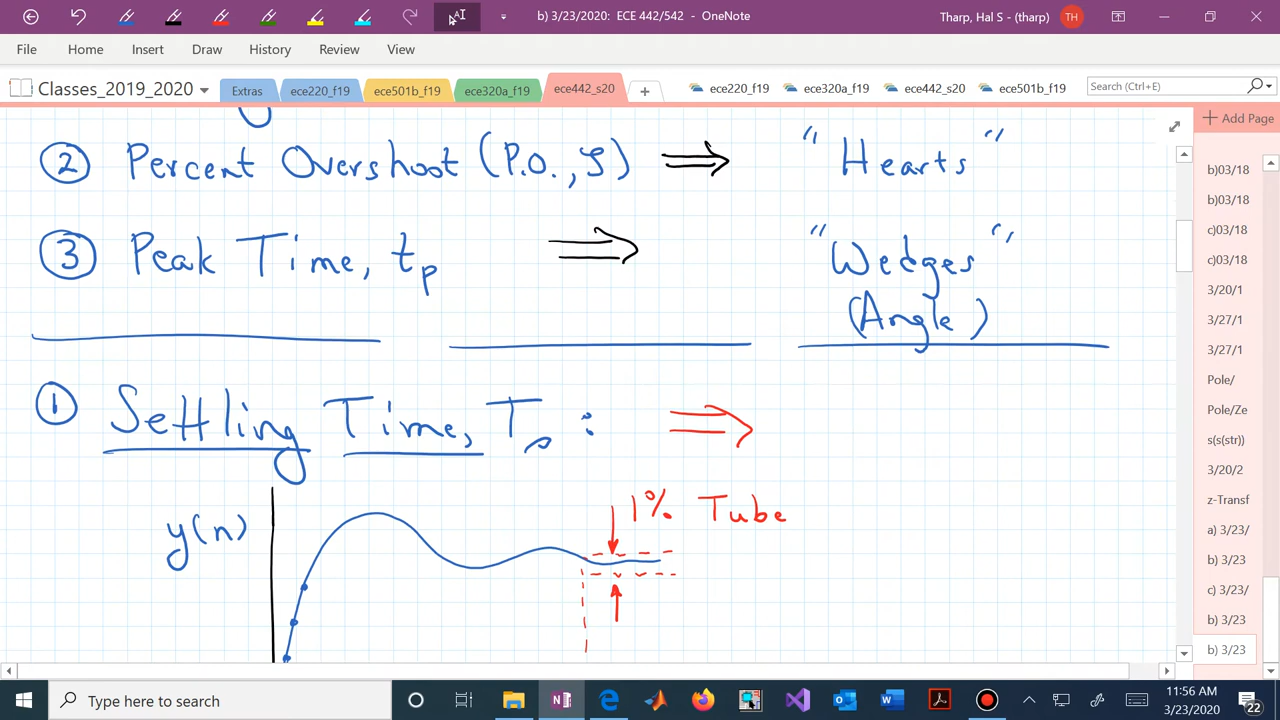 b) 3/23/2020: ECE 442/542 - OneNote
Tharp, Hal S - (tharp)
TH
File Home Insert Draw History Review View
Classes_2019_2020
Extras ece220_f19 ece501b_f19 ece320a_f19 ece442_s20
ece220_f19 ece320a_f19 ece442_s20 ece501b_f19
Search (Ctrl+E)
Add Page
② Percent Overshoot (P.O., ζ) ⇒ "Hearts"
③ Peak Time, tp ⇒ "Wedges"
(Angle)
① Settling Time, Ts : ⇒
1% Tube
y(n)
b)03/18
b)03/18
c)03/18
c)03/18
3/20/1
3/27/1
3/27/1
Pole/
Pole/Ze
s(s(str))
3/20/2
z-Transf
a) 3/23/
b) 3/23
c) 3/23/
b) 3/23
b) 3/23
Type here to search
11:56 AM
3/23/2020
22